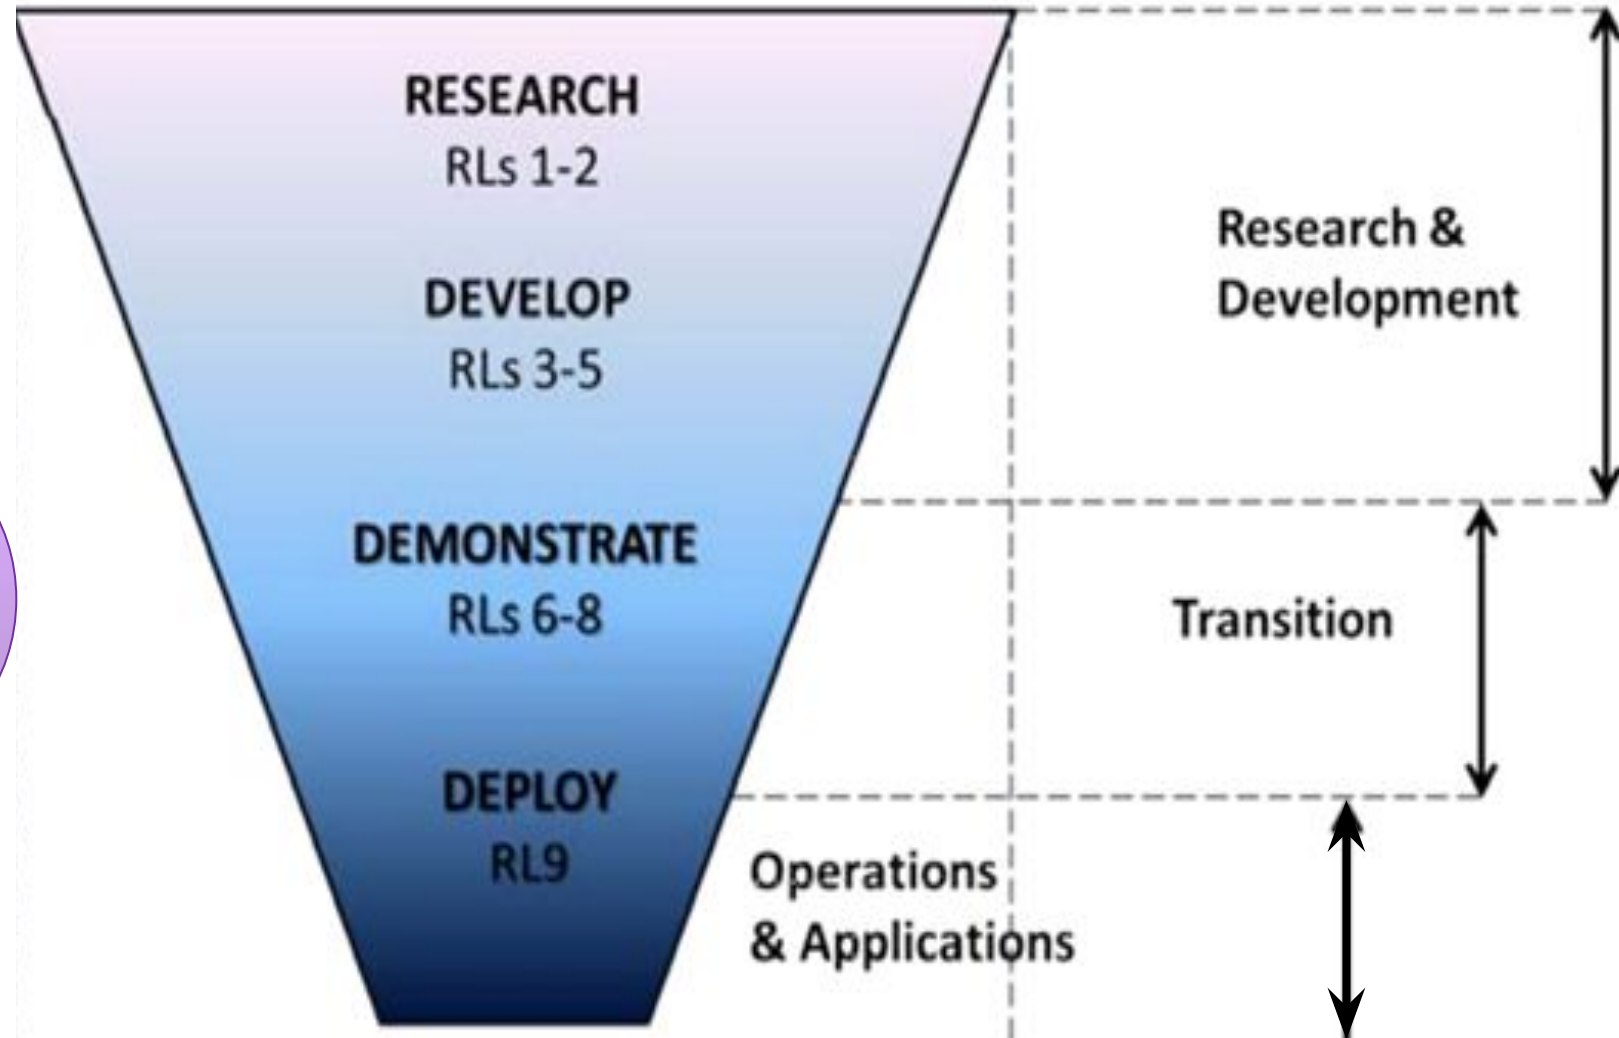 RESEARCH
RLs 1-2
DEVELOP
RLs 3-5
DEMONSTRATE
RLs 6-8
DEPLOY
RL9
Research &
Development
Transition
Operations
& Applications